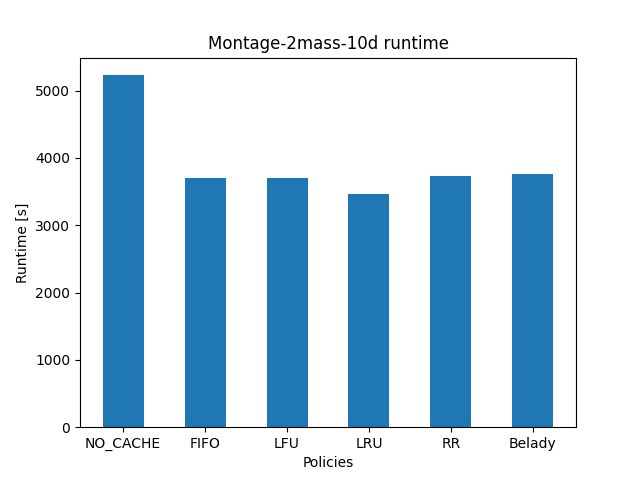 Montage-2mass-10d runtime
Runtime [s]
5000
4000
3000
2000
1000
0
NO_CACHE FIFO LFU LRU RR Belady
Policies